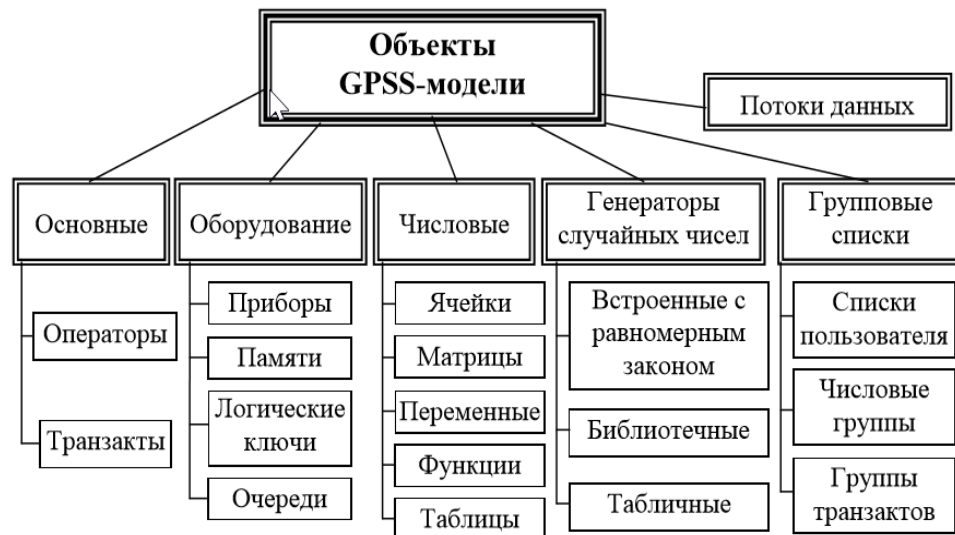 Объекты
GPSS-модели
Потоки данных
Основные
Операторы
Транзакты
Оборудование
Приборы
Памяти
Логические
ключи
Очереди
Числовые
Ячейки
Матрицы
Переменные
Функции
Таблицы
Генераторы
случайных чисел
Встроенные с
равномерным
законом
Библиотечные
Табличные
Групповые
списки
Списки
пользователя
Числовые
группы
Группы
транзактов